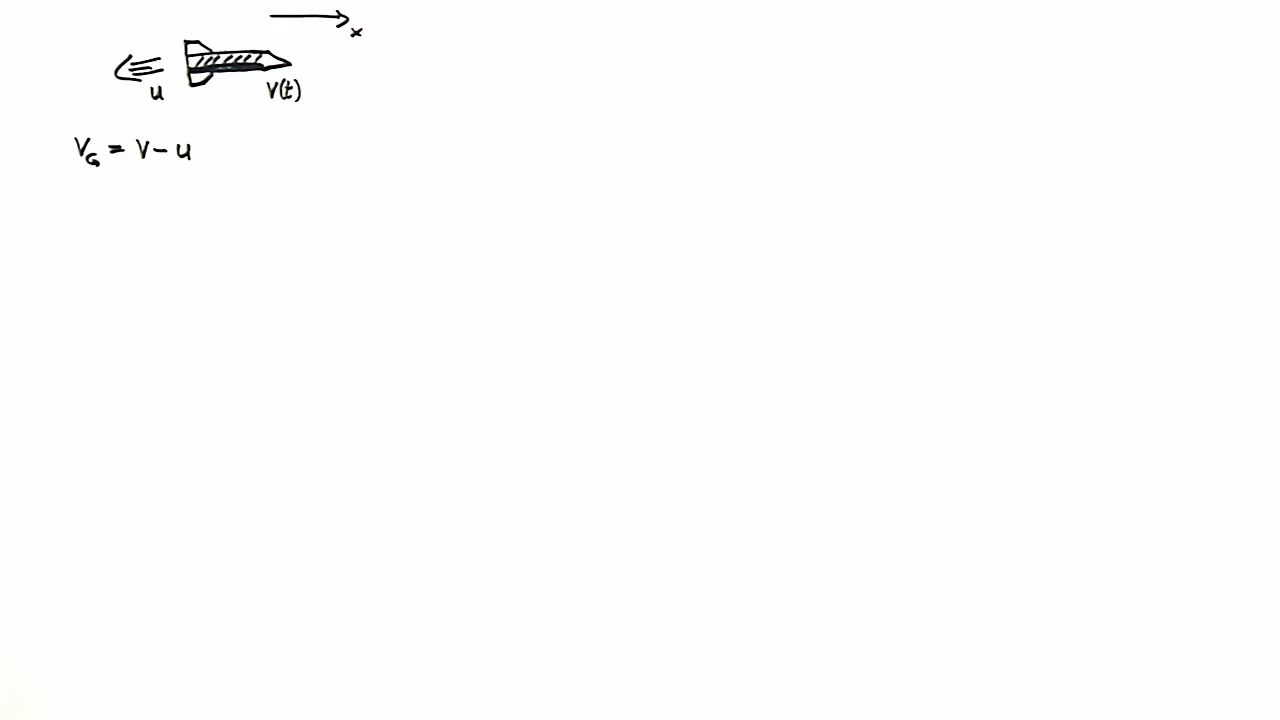 x
u V(t)
V_G = V - u